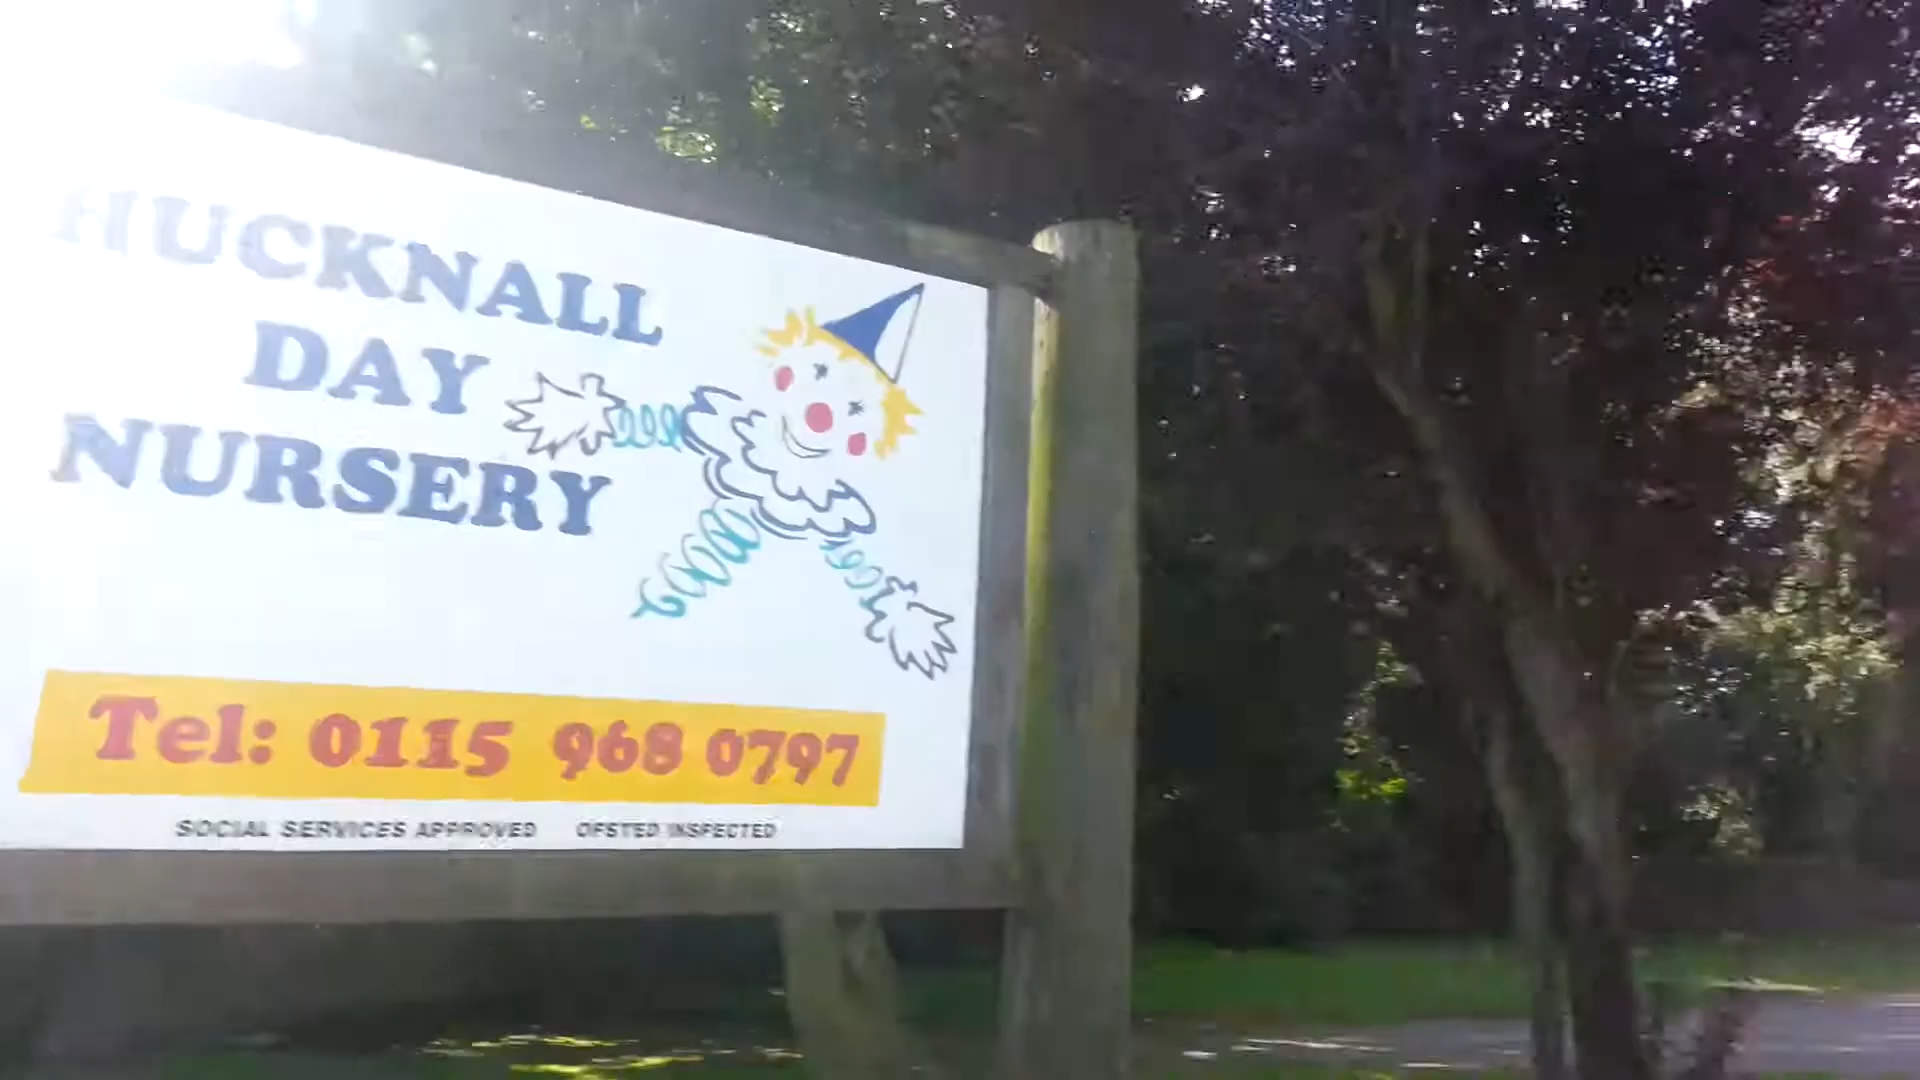 HUCKNALL
DAY
NURSERY
Tel: 0115 968 0797
SOCIAL SERVICES APPROVED OFSTED INSPECTED